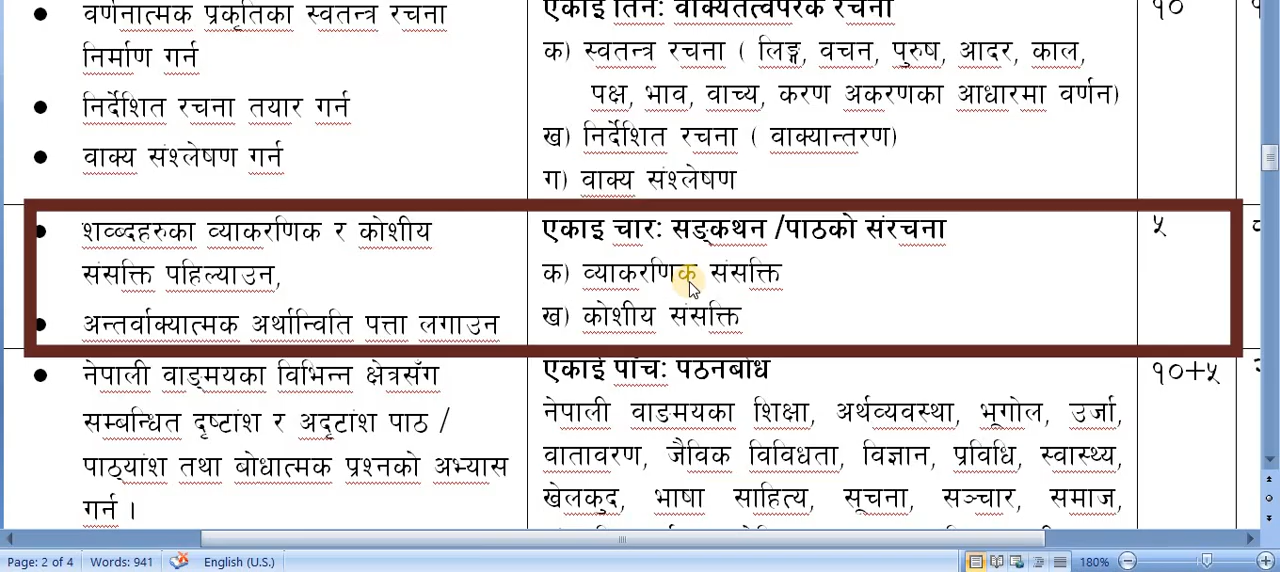 वर्णनात्मक प्रकृतिका स्वतन्त्र रचना
निर्माण गर्न
निर्देशित रचना तयार गर्न
वाक्य संश्लेषण गर्न
एकाइ तिन: वाक्यतत्वपरक रचना
क) स्वतन्त्र रचना ( लिङ्ग, वचन, पुरुष, आदर, काल,
पक्ष, भाव, वाच्य, करण अकरणका आधारमा वर्णन)
ख) निर्देशित रचना ( वाक्यान्तरण)
ग) वाक्य संश्लेषण
१०
शव्ब्दहरुका व्याकरणिक र कोशीय
संसक्ति पहिल्याउन,
अन्तर्वाक्यात्मक अर्थान्विति पत्ता लगाउन
एकाइ चार: सङ्कथन /पाठको संरचना
क) व्याकरणिक संसक्ति
ख) कोशीय संसक्ति
५
नेपाली वाङ्मयका विभिन्न क्षेत्रसँग
सम्बन्धित दृष्टांश र अदृटांश पाठ /
पाठ्यांश तथा बोधात्मक प्रश्नको अभ्यास
गर्न ।
एकाई पाँच: पठनबोध
नेपाली वाङमयका शिक्षा, अर्थव्यवस्था, भूगोल, उर्जा,
वातावरण, जैविक विविधता, विज्ञान, प्रविधि, स्वास्थ्य,
खेलकुद, भाषा साहित्य, सूचना, सञ्चार, समाज,
१०+५
Page: 2 of 4 Words: 941 English (U.S.) 180%